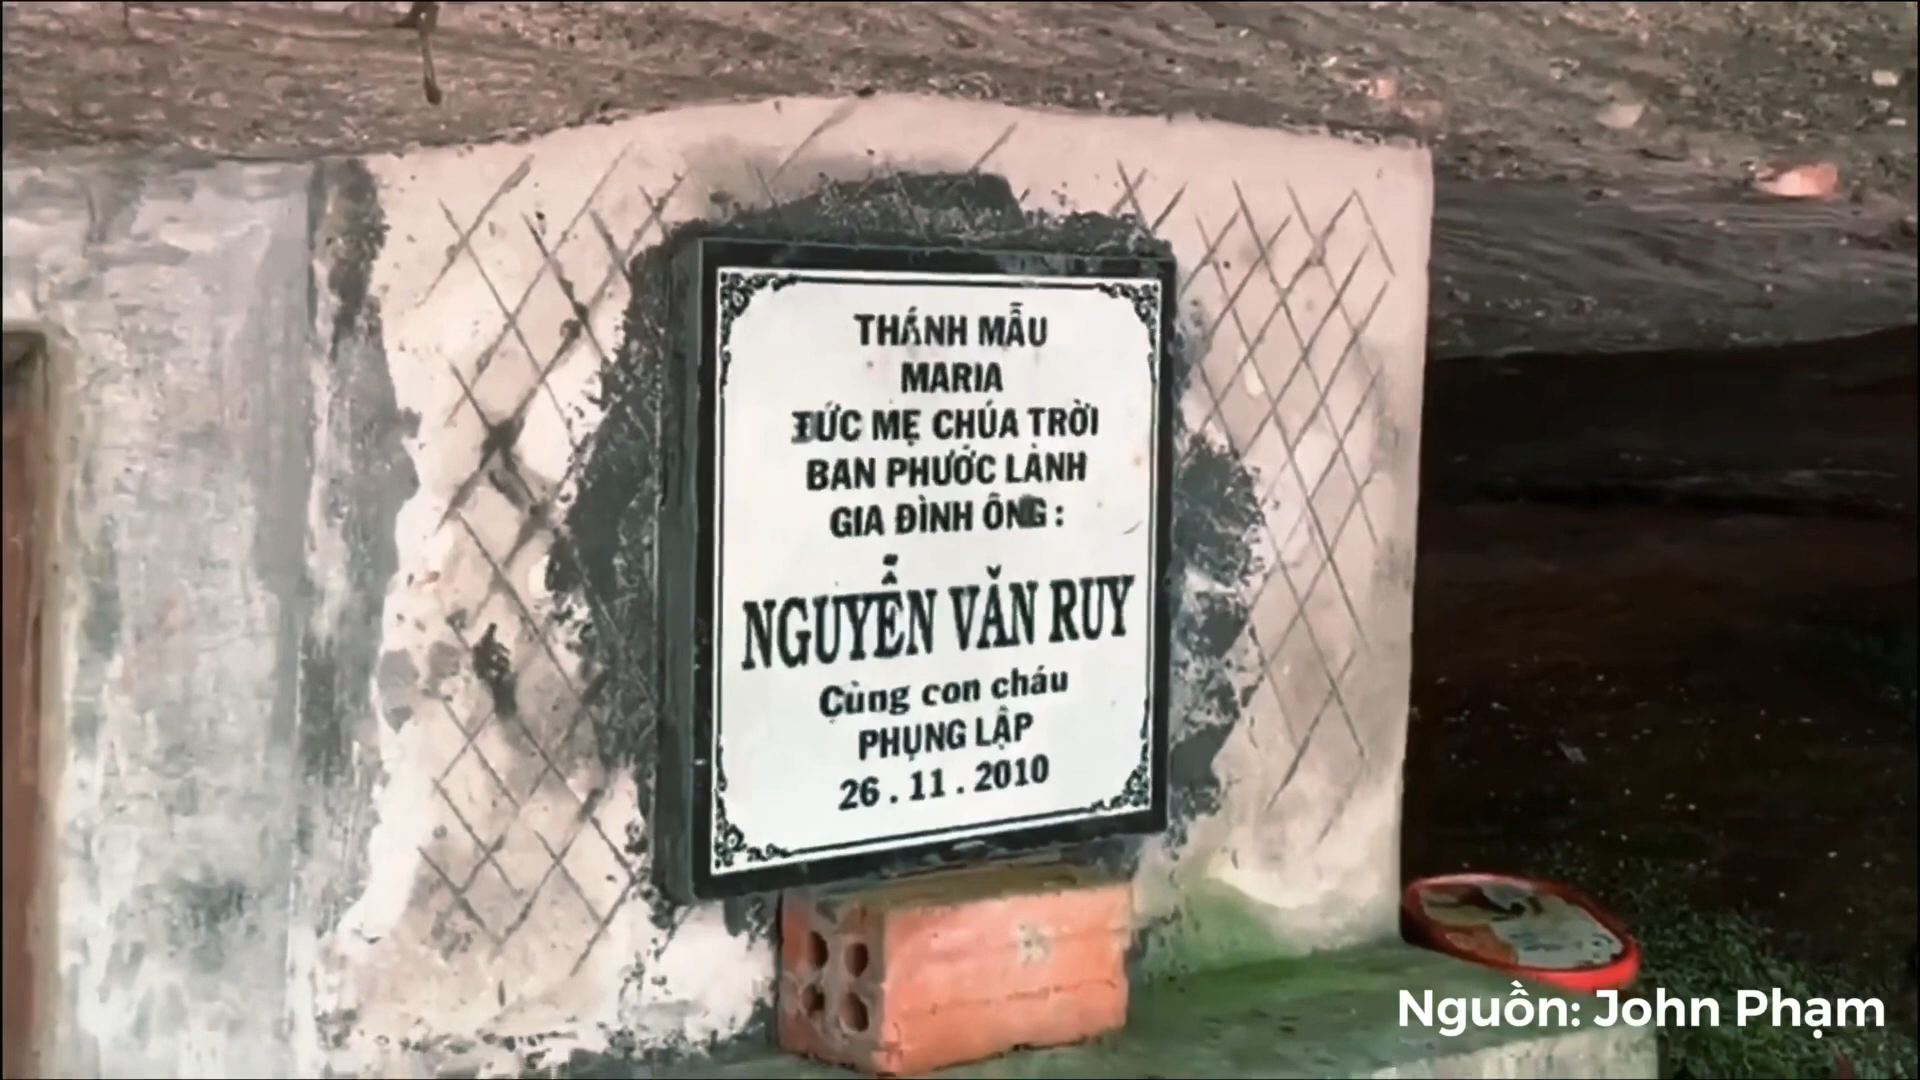 THÁNH MẪU
MARIA
TỨC MẸ CHÚA TRỜI
BAN PHƯỚC LÀNH
GIA ĐÌNH ÔNG :
NGUYỄN VĂN RUY
Cùng con cháu
PHỤNG LẬP
26 . 11 . 2010
Nguồn: John Phạm